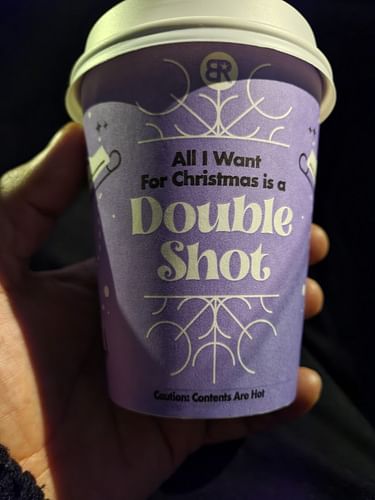 BR
All I Want
For Christmas is a
Double
Shot
Caution: Contents Are Hot